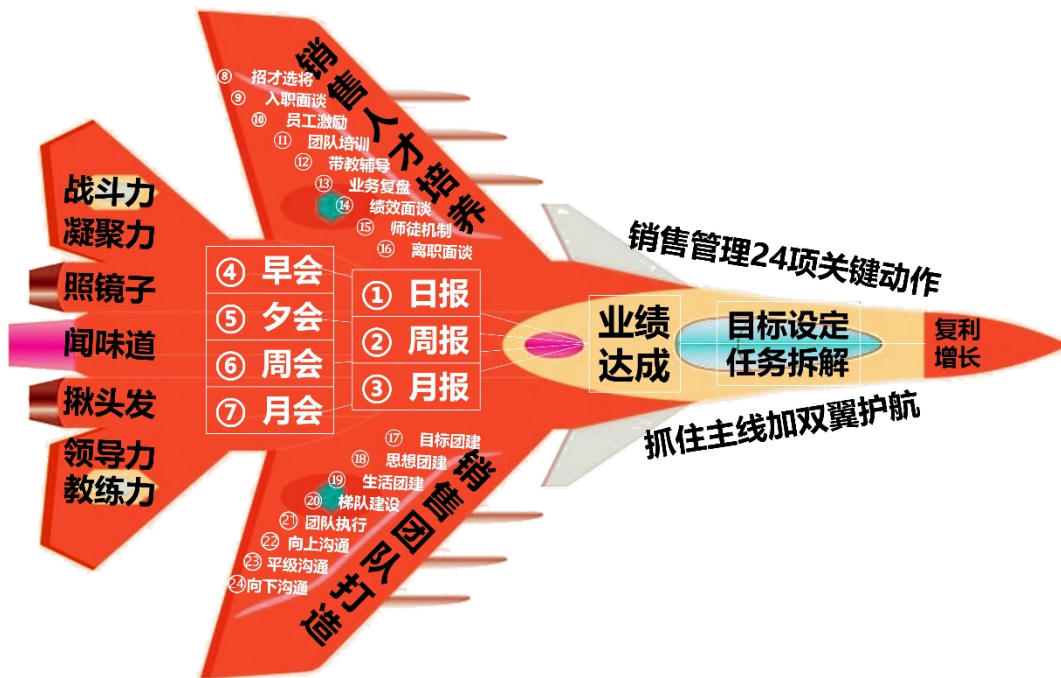 销售人才培养
⑧ 招才选将
⑨ 入职面谈
⑩ 员工激励
⑪ 团队培训
⑫ 带教辅导
⑬ 业务复盘
⑭ 绩效面谈
⑮ 师徒机制
⑯ 离职面谈
战斗力
凝聚力
照镜子
闻味道
揪头发
领导力
教练力
④ 早会
⑤ 夕会
⑥ 周会
⑦ 月会
① 日报
② 周报
③ 月报
业绩
达成
目标设定
任务拆解
复利
增长
销售管理24项关键动作
抓住主线加双翼护航
⑰ 目标团建
⑱ 思想团建
⑲ 生活团建
⑳ 梯队建设
㉑ 团队执行
㉒ 向上沟通
㉓ 平级沟通
㉔ 向下沟通
销售团队打造